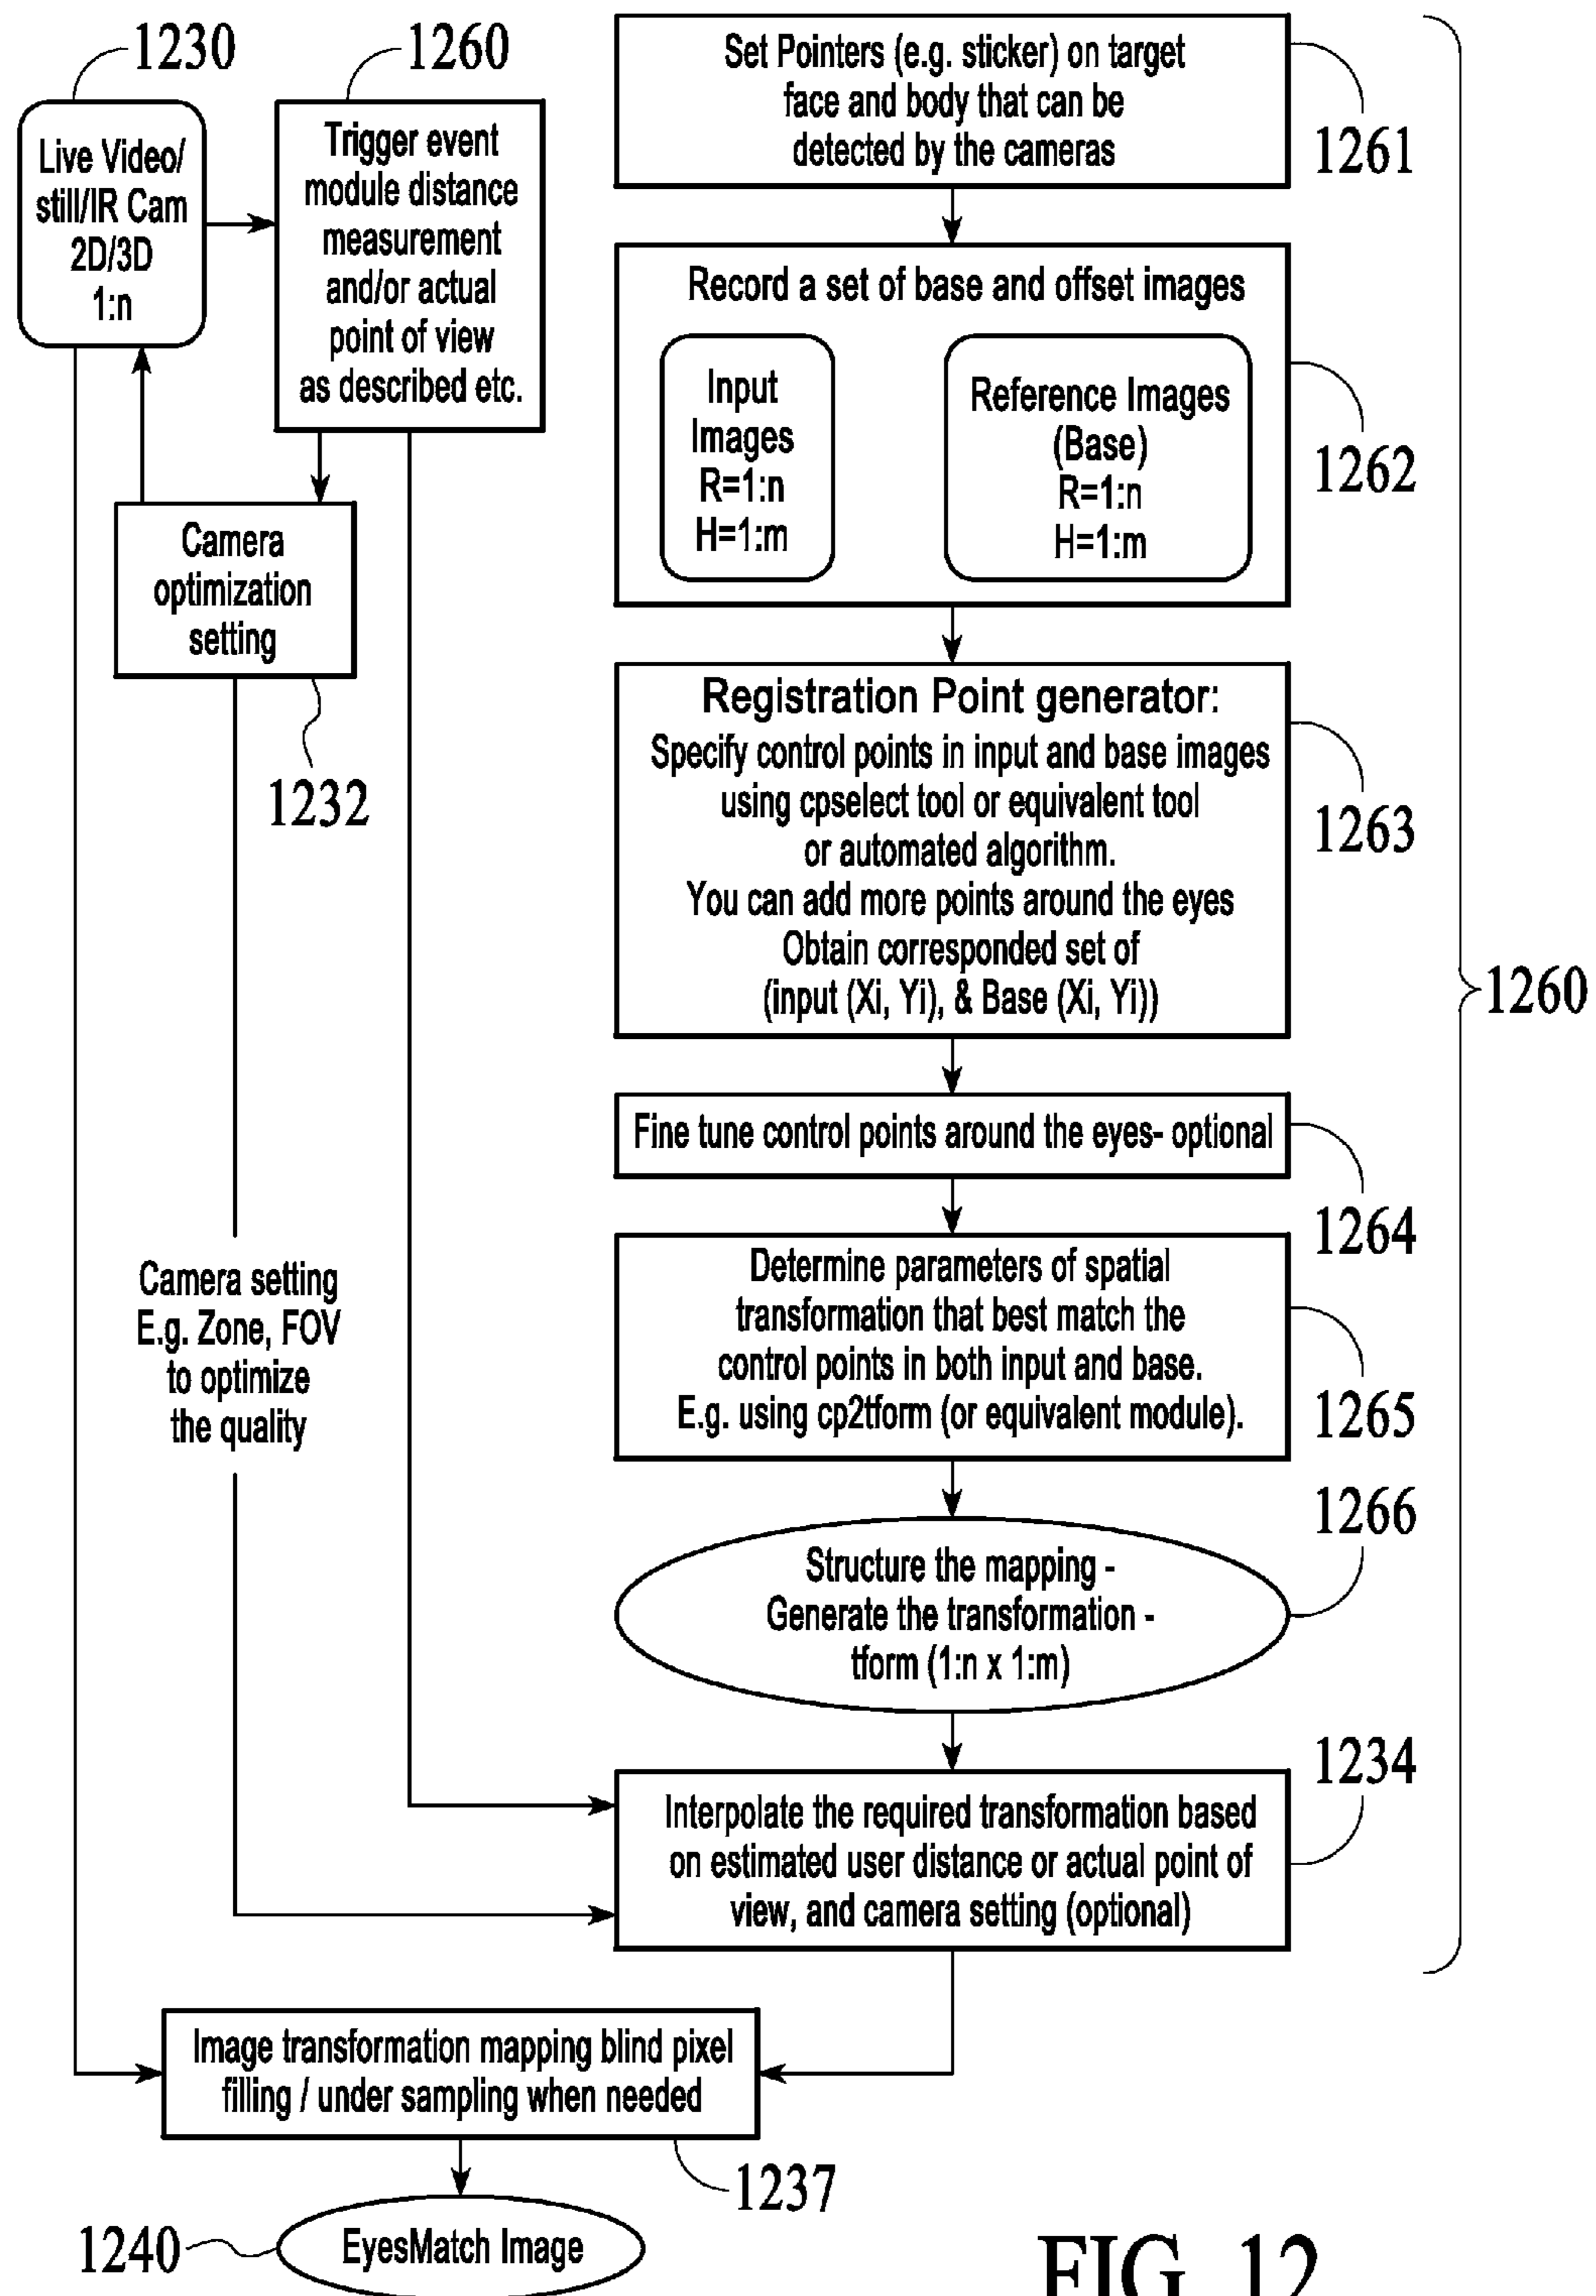 1230
Live Video/
still/IR Cam
2D/3D
1:n
1260
Trigger event
module distance
measurement
and/or actual
point of view
as described etc.
Camera
optimization
setting
1232
Camera setting
E.g. Zone, FOV
to optimize
the quality
Set Pointers (e.g. sticker) on target
face and body that can be
detected by the cameras
1261
Record a set of base and offset images
Input
Images
R=1:n
H=1:m
Reference Images
(Base)
R=1:n
H=1:m
1262
Registration Point generator:
Specify control points in input and base images
using cpselect tool or equivalent tool
or automated algorithm.
You can add more points around the eyes
Obtain corresponded set of
(input (Xi, Yi), & Base (Xi, Yi))
1263
Fine tune control points around the eyes- optional
1264
Determine parameters of spatial
transformation that best match the
control points in both input and base.
E.g. using cp2tform (or equivalent module).
1265
Structure the mapping -
Generate the transformation -
tform (1:n x 1:m)
1266
Interpolate the required transformation based
on estimated user distance or actual point of
view, and camera setting (optional)
1234
1260
Image transformation mapping blind pixel
filling / under sampling when needed
1237
EyesMatch Image
1240
FIG. 12